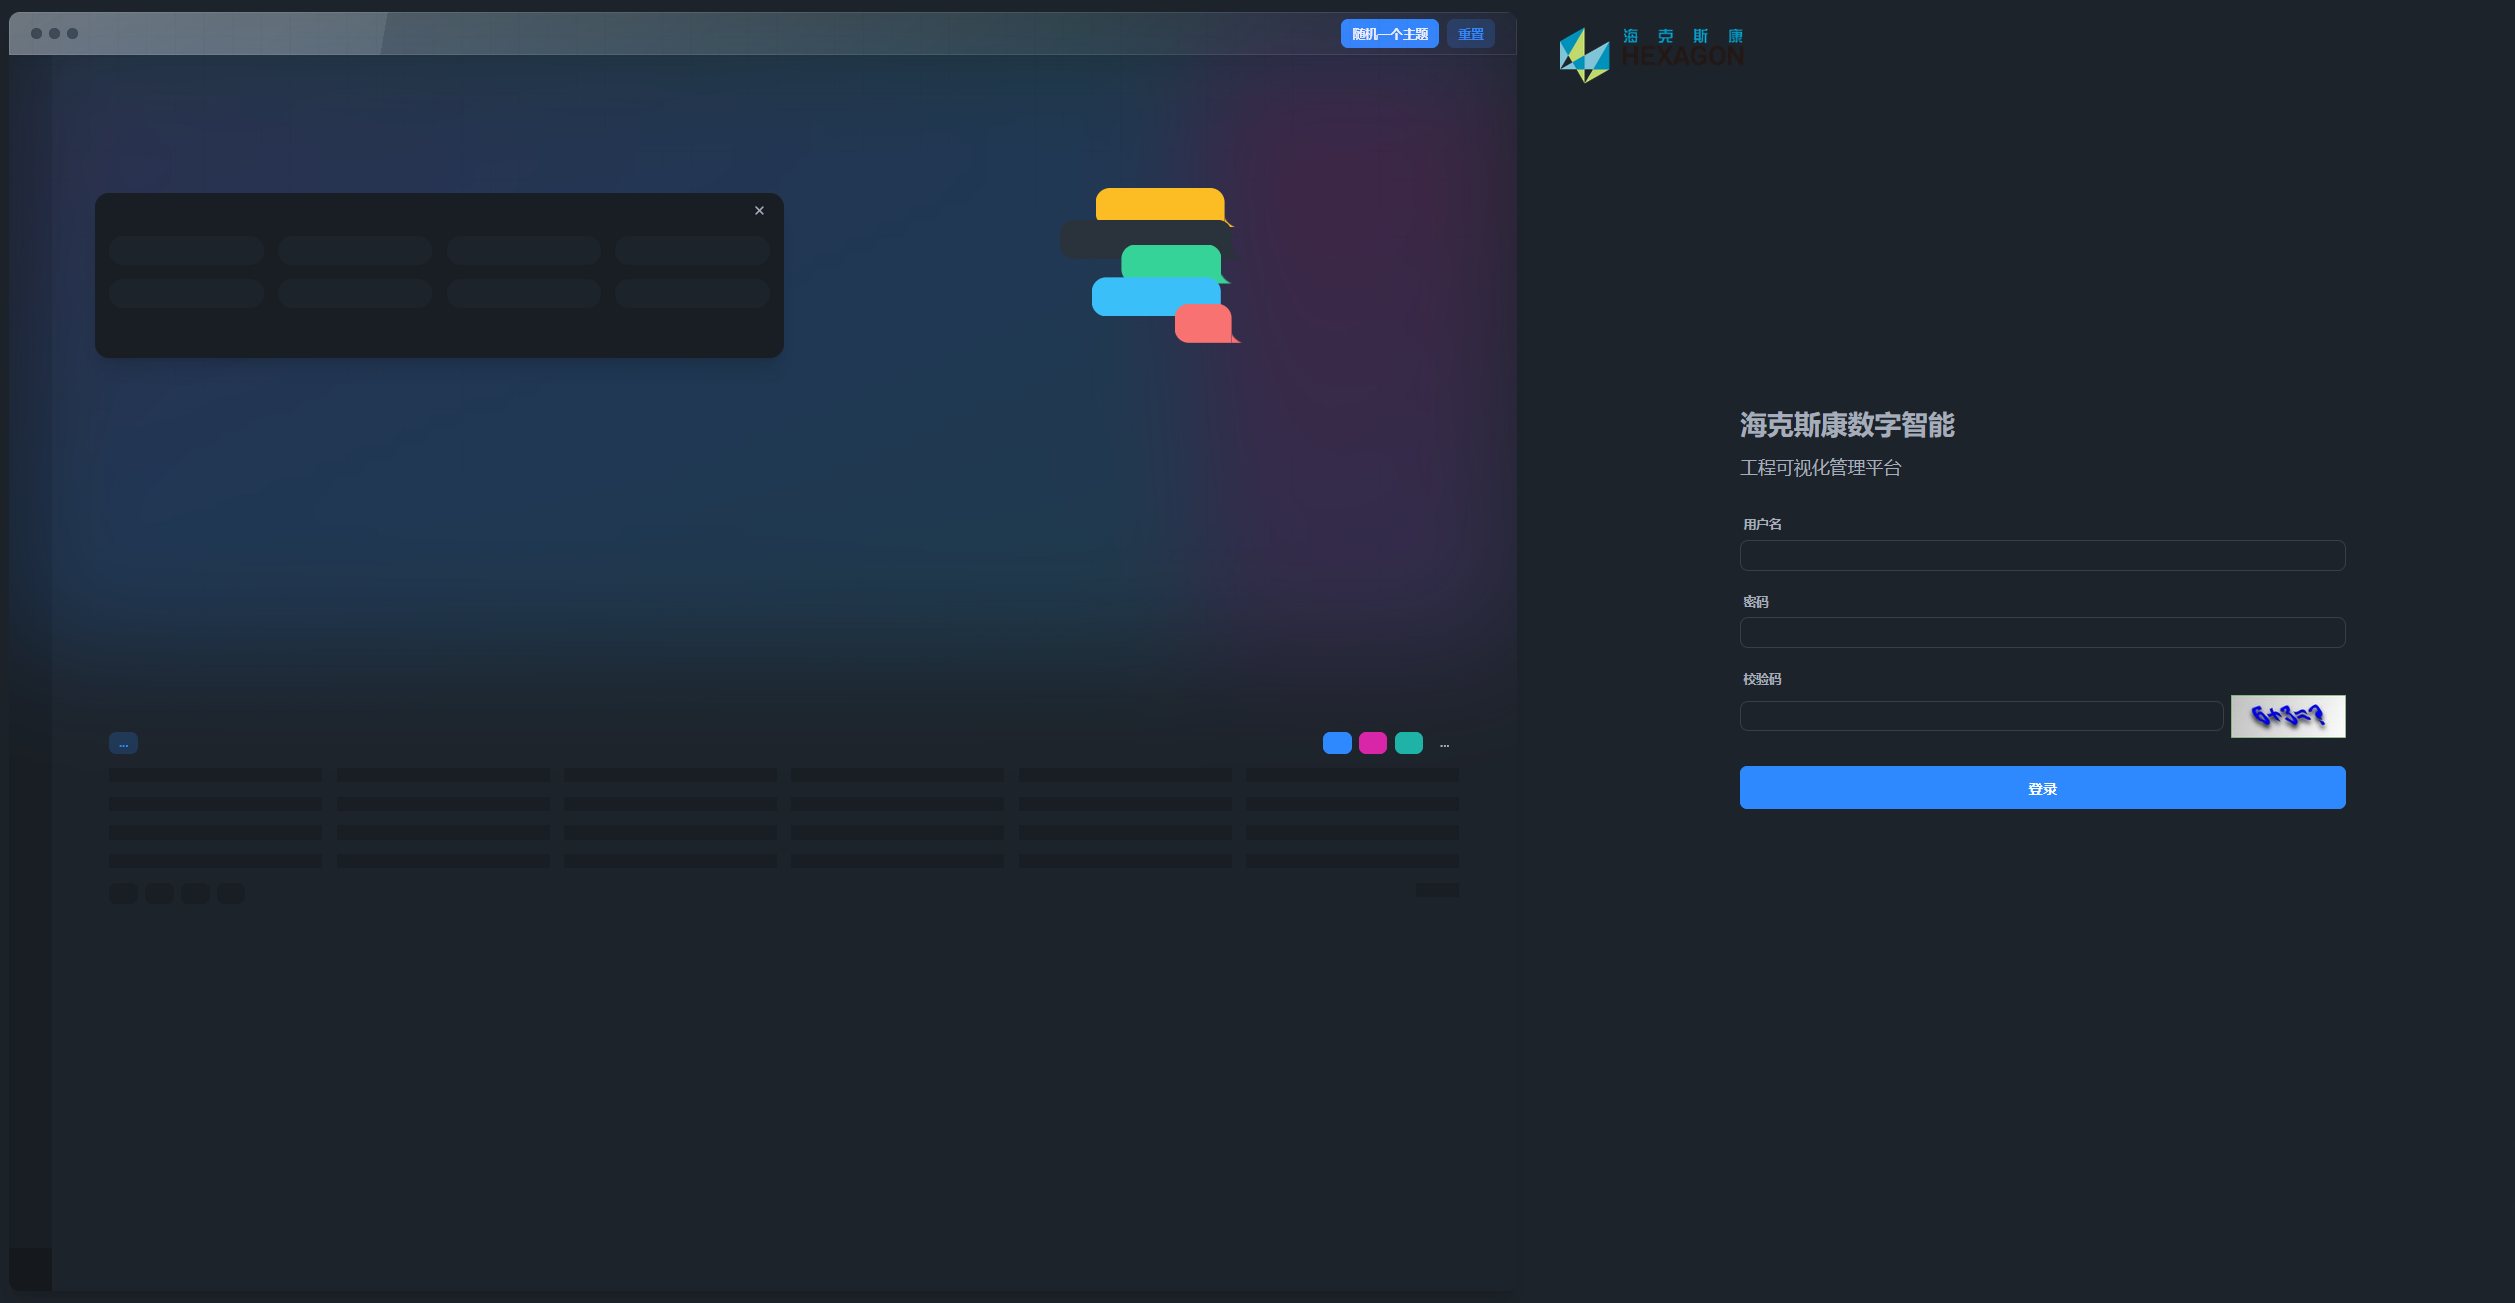 随机一个主题
重置
海克斯康
HEXAGON
海克斯康数字智能
工程可视化管理平台
用户名
密码
校验码
6+3=?
登录
...
...